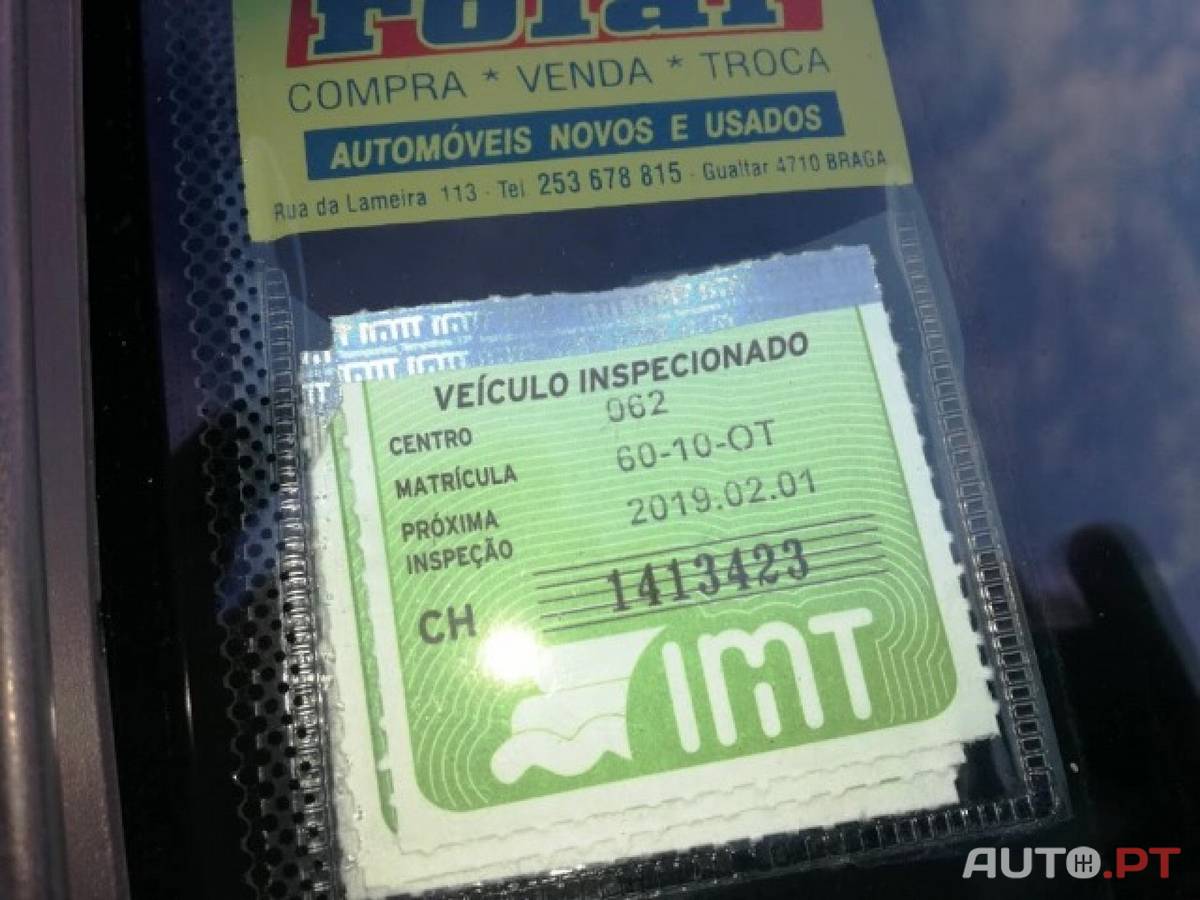 COMPRA * VENDA * TROCA
AUTOMÓVEIS NOVOS E USADOS
Rua da Lameira 113 - Tel 253 678 815 - Gualtar 4710 BRAGA
VEÍCULO INSPECIONADO
CENTRO 062
MATRÍCULA 60-10-OT
PRÓXIMA
INSPEÇÃO 2019.02.01
CH 1413423
IMT
AUTO.PT